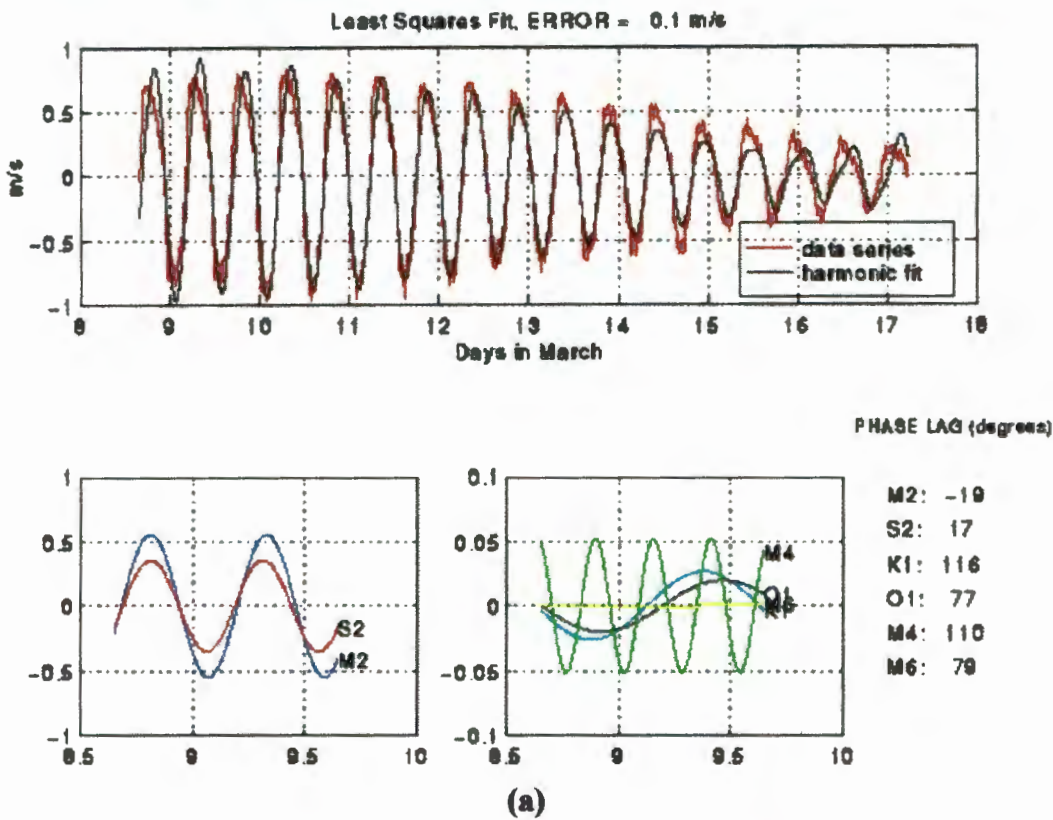 Least Squares Fit, ERROR = 0.1 m/s
1
0.5
0
-0.5
-1
m/s
data series
harmonic fit
8 9 10 11 12 13 14 15 16 17 18
Days in March
PHASE LAG (degrees)
M2: -19
S2: 17
K1: 116
O1: 77
M4: 110
M6: 79
1
0.5
0
-0.5
-1
S2
M2
8.5 9 9.5 10
0.1
0.05
0
-0.05
-0.1
M4
O1
M6
K1
8.5 9 9.5 10
(a)